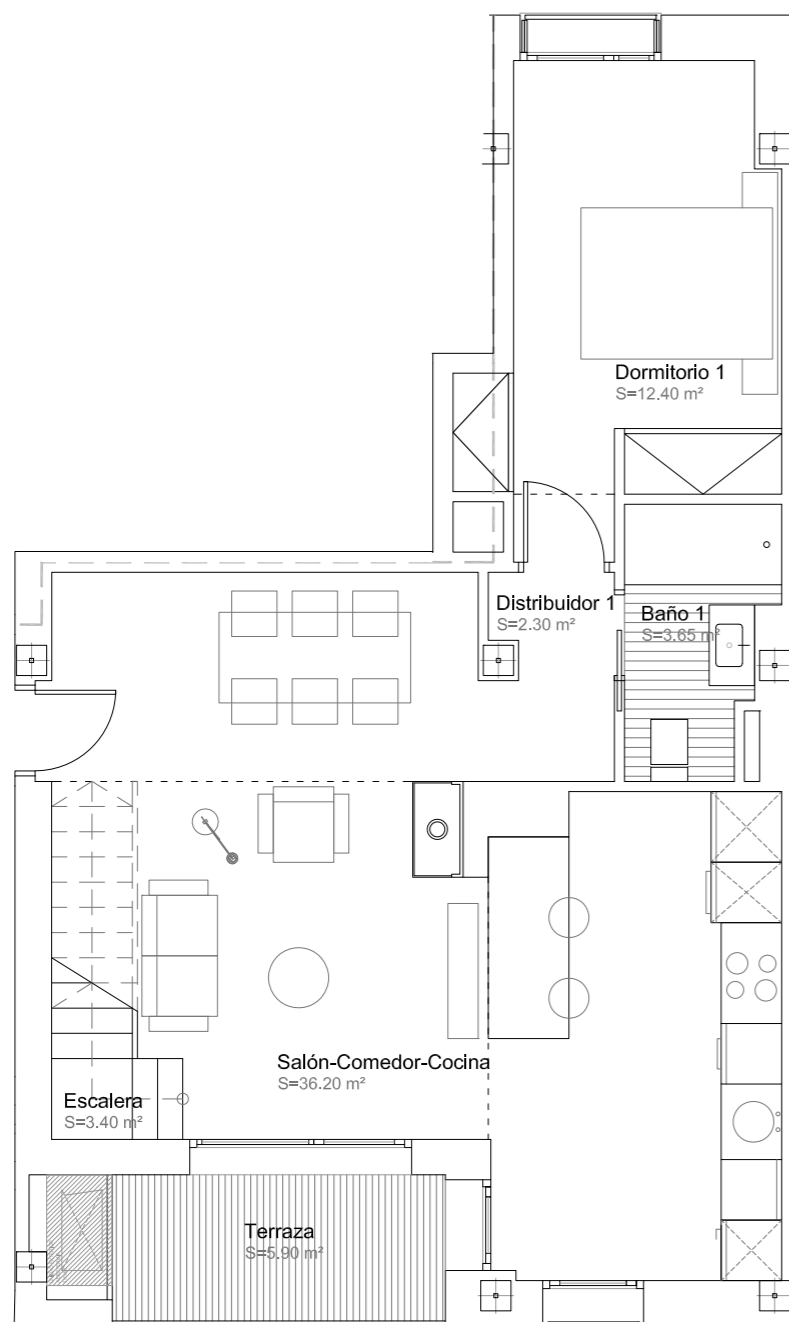 Dormitorio 1
S=12.40 m²
Distribuidor 1
S=2.30 m²
Baño 1
S=3.65 m²
Salón-Comedor-Cocina
S=36.20 m²
Escalera
S=3.40 m²
Terraza
S=5.90 m²